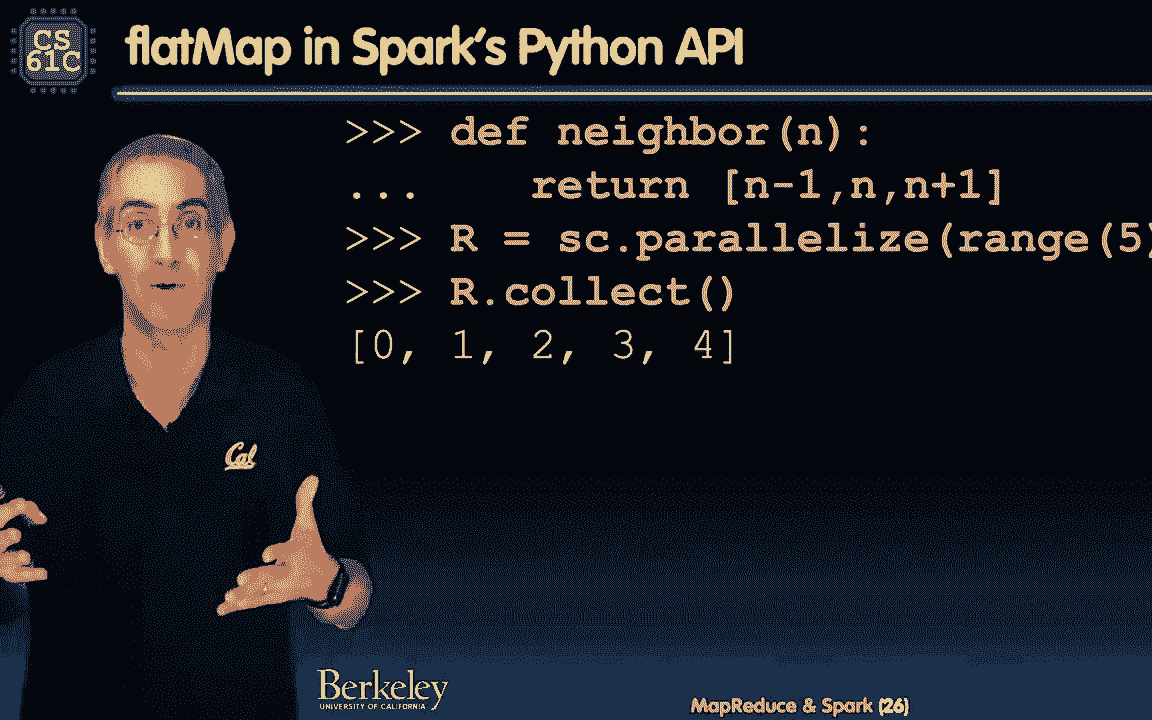 CS
61C
flatMap in Spark's Python API
>>> def neighbor(n):
...    return [n-1,n,n+1]
>>> R = sc.parallelize(range(5)
>>> R.collect()
[0, 1, 2, 3, 4]
Cal
Berkeley
UNIVERSITY OF CALIFORNIA
MapReduce & Spark (26)